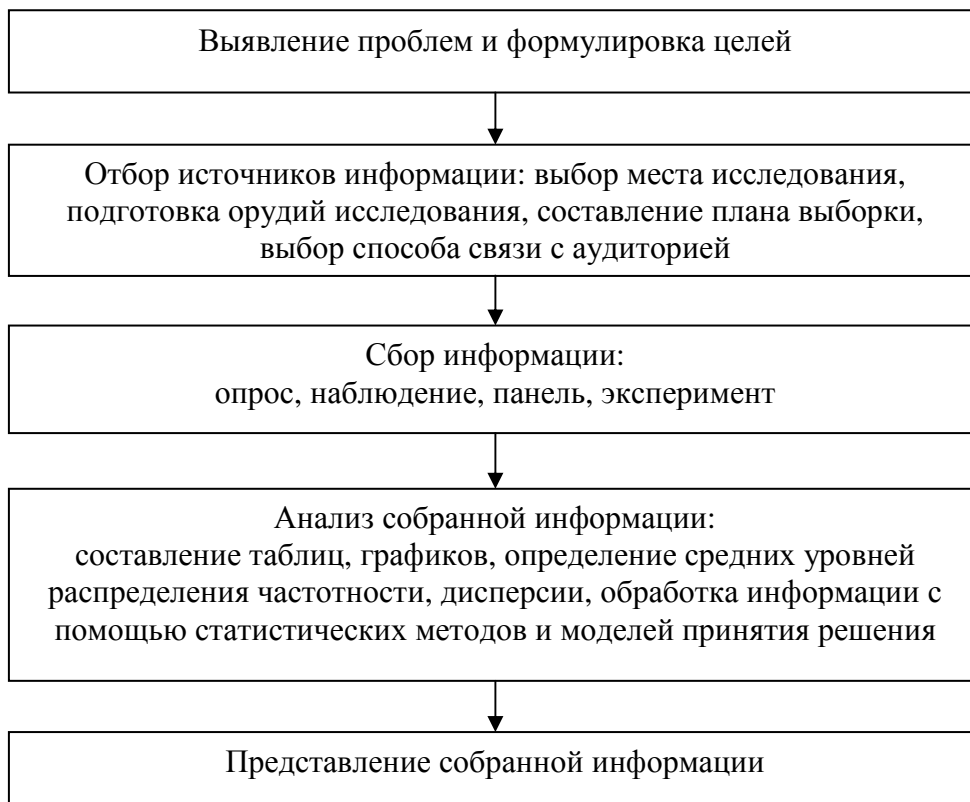 Выявление проблем и формулировка целей
Отбор источников информации: выбор места исследования,
подготовка орудий исследования, составление плана выборки,
выбор способа связи с аудиторией
Сбор информации:
опрос, наблюдение, панель, эксперимент
Анализ собранной информации:
составление таблиц, графиков, определение средних уровней
распределения частотности, дисперсии, обработка информации с
помощью статистических методов и моделей принятия решения
Представление собранной информации